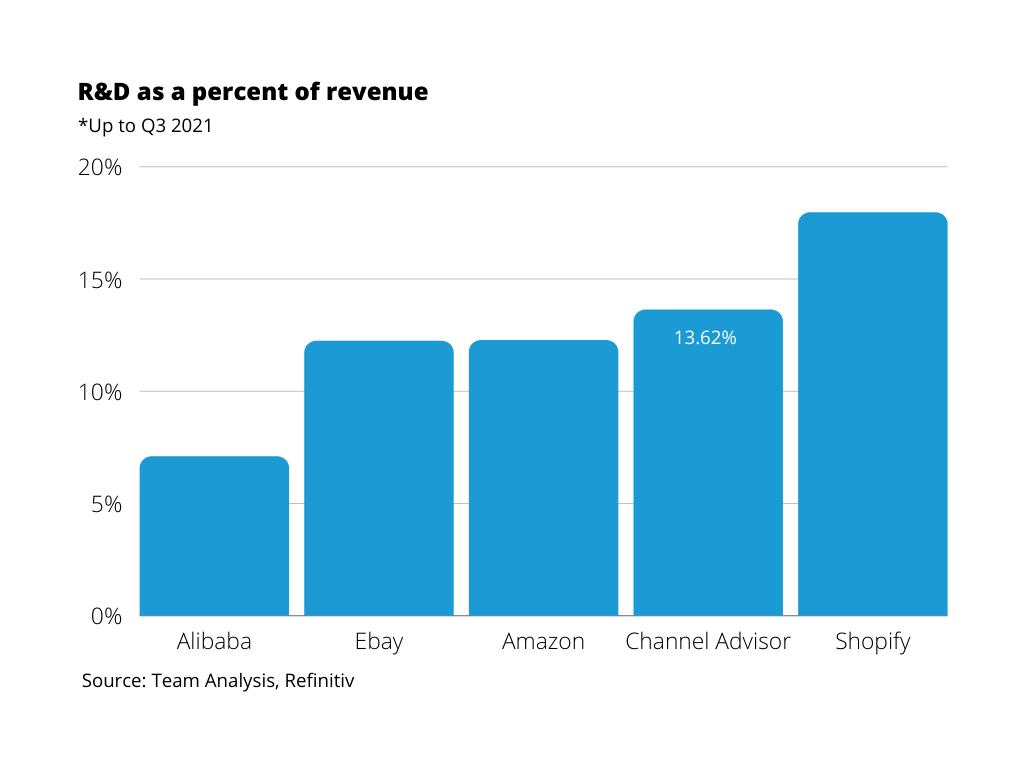 R&D as a percent of revenue
*Up to Q3 2021
20%
15%
10%
5%
0%
13.62%
Alibaba Ebay Amazon Channel Advisor Shopify
Source: Team Analysis, Refinitiv